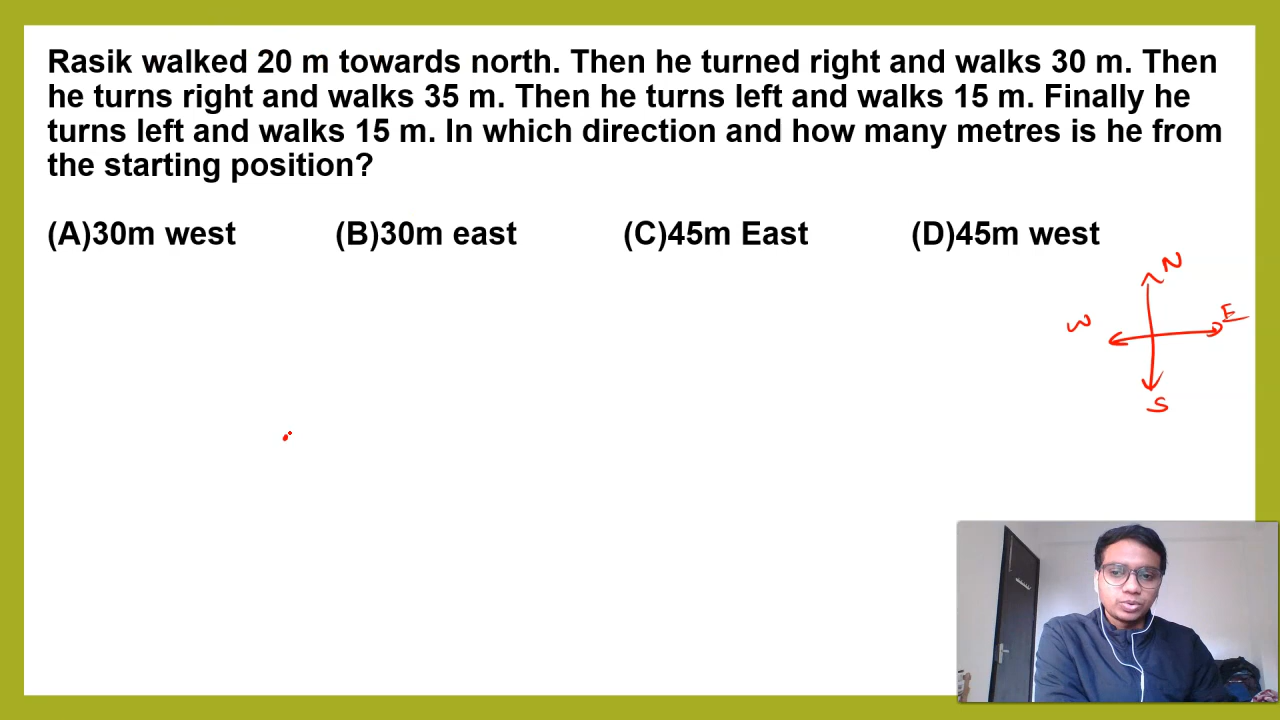 Rasik walked 20 m towards north. Then he turned right and walks 30 m. Then
he turns right and walks 35 m. Then he turns left and walks 15 m. Finally he
turns left and walks 15 m. In which direction and how many metres is he from
the starting position?
(A)30m west (B)30m east (C)45m East (D)45m west
N
W E
S